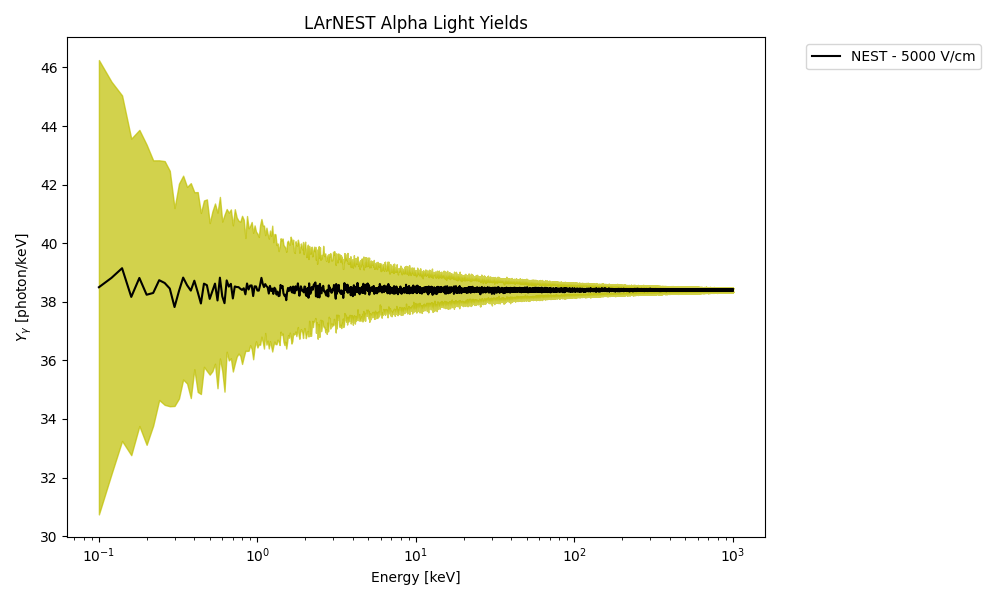 LArNEST Alpha Light Yields
NEST - 5000 V/cm
46
44
42
40
38
36
34
32
30
Yγ [photon/keV]
10⁻¹ 10⁰ 10¹ 10² 10³
Energy [keV]